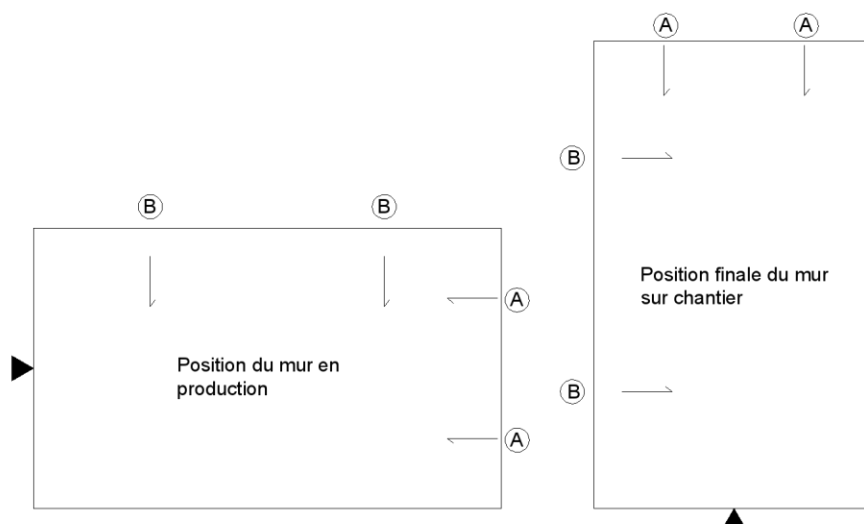 A A
B
B B
Position finale du mur
sur chantier
A
Position du mur en
production
B
A